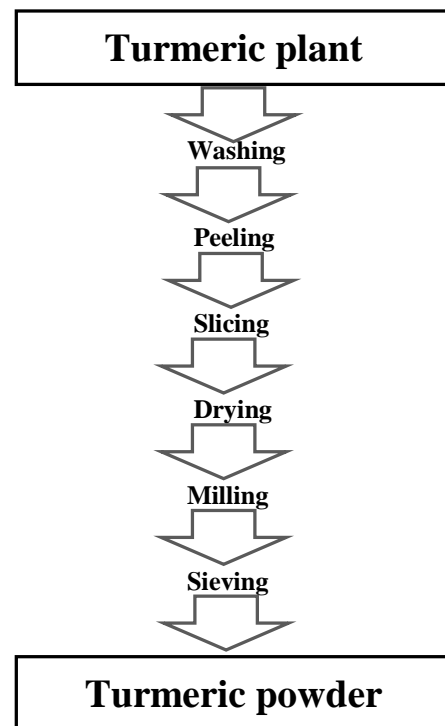 Turmeric plant
Washing
Peeling
Slicing
Drying
Milling
Sieving
Turmeric powder